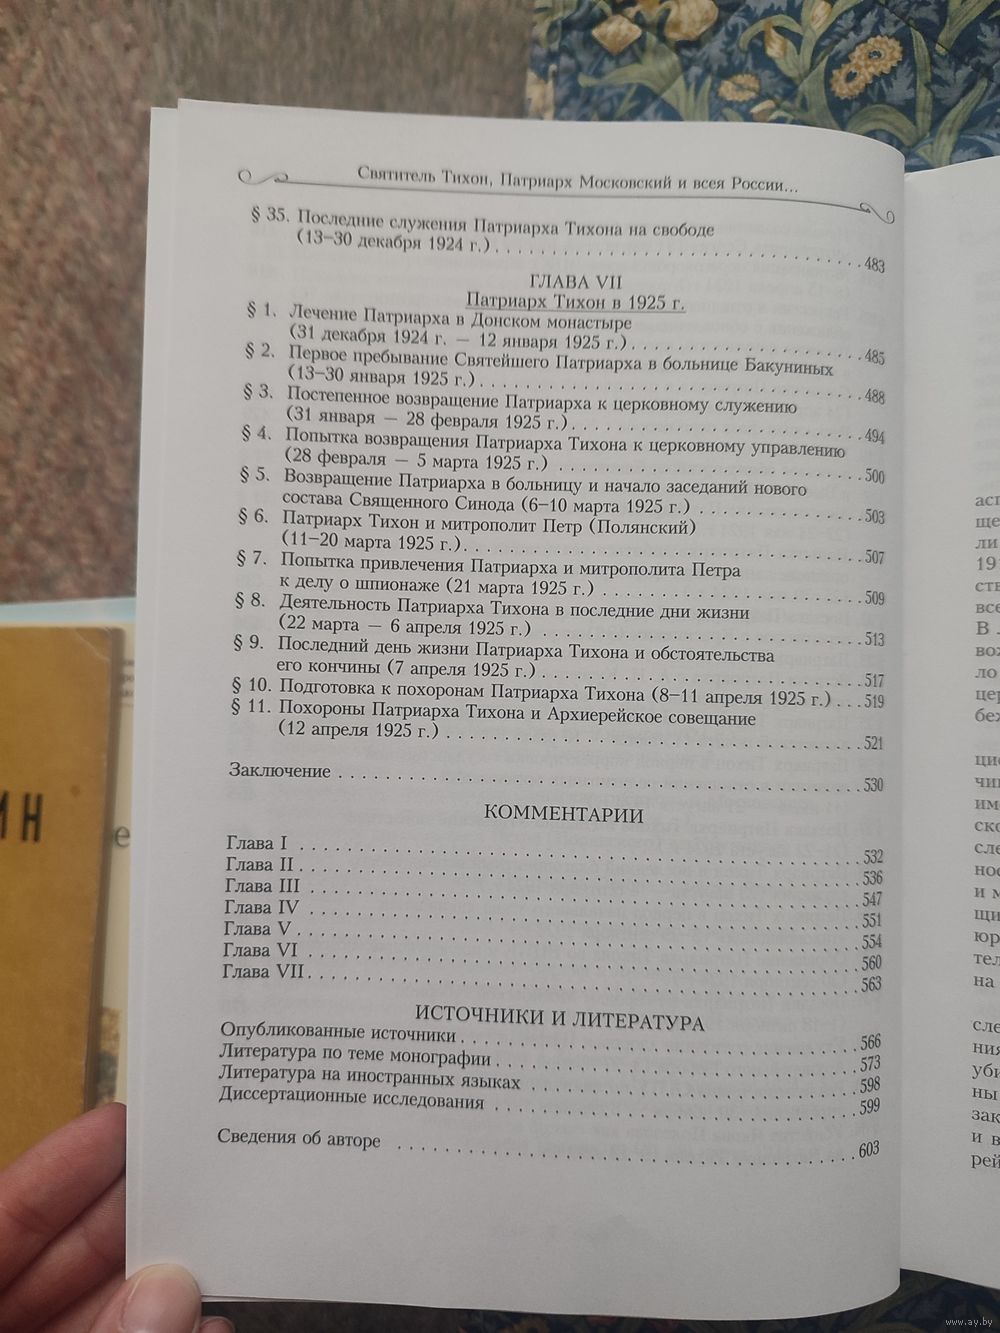 Святитель Тихон, Патриарх Московский и всея России...
§ 35. Последние служения Патриарха Тихона на свободе
(13–30 декабря 1924 г.) . . . . . . . . . . . . . . . . . . . . . . . 483
ГЛАВА VII
Патриарх Тихон в 1925 г.
§ 1. Лечение Патриарха в Донском монастыре
(31 декабря 1924 г. — 12 января 1925 г.) . . . . . . . . . . . . . . . 485
§ 2. Первое пребывание Святейшего Патриарха в больнице Бакуниных
(13–30 января 1925 г.) . . . . . . . . . . . . . . . . . . . . . . . 488
§ 3. Постепенное возвращение Патриарха к церковному служению
(31 января — 28 февраля 1925 г.) . . . . . . . . . . . . . . . . . . 494
§ 4. Попытка возвращения Патриарха Тихона к церковному управлению
(28 февраля — 5 марта 1925 г.) . . . . . . . . . . . . . . . . . . . 500
§ 5. Возвращение Патриарха в больницу и начало заседаний нового
состава Священного Синода (6–10 марта 1925 г.) . . . . . . . . . . 503
§ 6. Патриарх Тихон и митрополит Петр (Полянский)
(11–20 марта 1925 г.) . . . . . . . . . . . . . . . . . . . . . . . . 507
§ 7. Попытка привлечения Патриарха и митрополита Петра
к делу о шпионаже (21 марта 1925 г.) . . . . . . . . . . . . . . . . 509
§ 8. Деятельность Патриарха Тихона в последние дни жизни
(22 марта — 6 апреля 1925 г.) . . . . . . . . . . . . . . . . . . . . 513
§ 9. Последний день жизни Патриарха Тихона и обстоятельства
его кончины (7 апреля 1925 г.) . . . . . . . . . . . . . . . . . . . . 517
§ 10. Подготовка к похоронам Патриарха Тихона (8–11 апреля 1925 г.) . . . 519
§ 11. Похороны Патриарха Тихона и Архиерейское совещание
(12 апреля 1925 г.) . . . . . . . . . . . . . . . . . . . . . . . . . 521
Заключение . . . . . . . . . . . . . . . . . . . . . . . . . . . . . . 530
КОММЕНТАРИИ
Глава I . . . . . . . . . . . . . . . . . . . . . . . . . . . . . . . . 532
Глава II . . . . . . . . . . . . . . . . . . . . . . . . . . . . . . . . 536
Глава III . . . . . . . . . . . . . . . . . . . . . . . . . . . . . . . 547
Глава IV . . . . . . . . . . . . . . . . . . . . . . . . . . . . . . . 551
Глава V . . . . . . . . . . . . . . . . . . . . . . . . . . . . . . . . 554
Глава VI . . . . . . . . . . . . . . . . . . . . . . . . . . . . . . . 560
Глава VII . . . . . . . . . . . . . . . . . . . . . . . . . . . . . . . 563
ИСТОЧНИКИ И ЛИТЕРАТУРА
Опубликованные источники . . . . . . . . . . . . . . . . . . . . . . 566
Литература по теме монографии . . . . . . . . . . . . . . . . . . . . 573
Литература на иностранных языках . . . . . . . . . . . . . . . . . . 598
Диссертационные исследования . . . . . . . . . . . . . . . . . . . . 599
Сведения об авторе . . . . . . . . . . . . . . . . . . . . . . . . . 603
www.ay.by